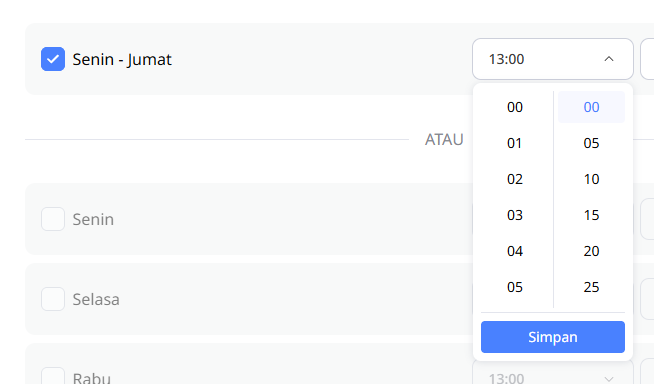 Senin - Jumat
13:00
00 00
01 05
ATAU
02 10
03 15
Senin
04 20
05 25
Selasa
Simpan
Rabu
13:00